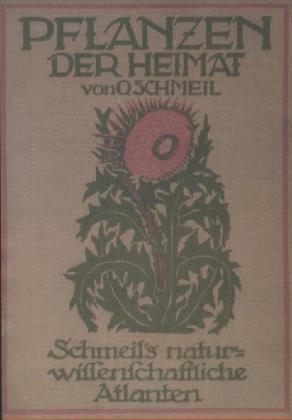 PFLANZEN
DER HEIMAT
von O. SCHMEIL
Schmeil's natur=
wissenschaftliche
Atlanten